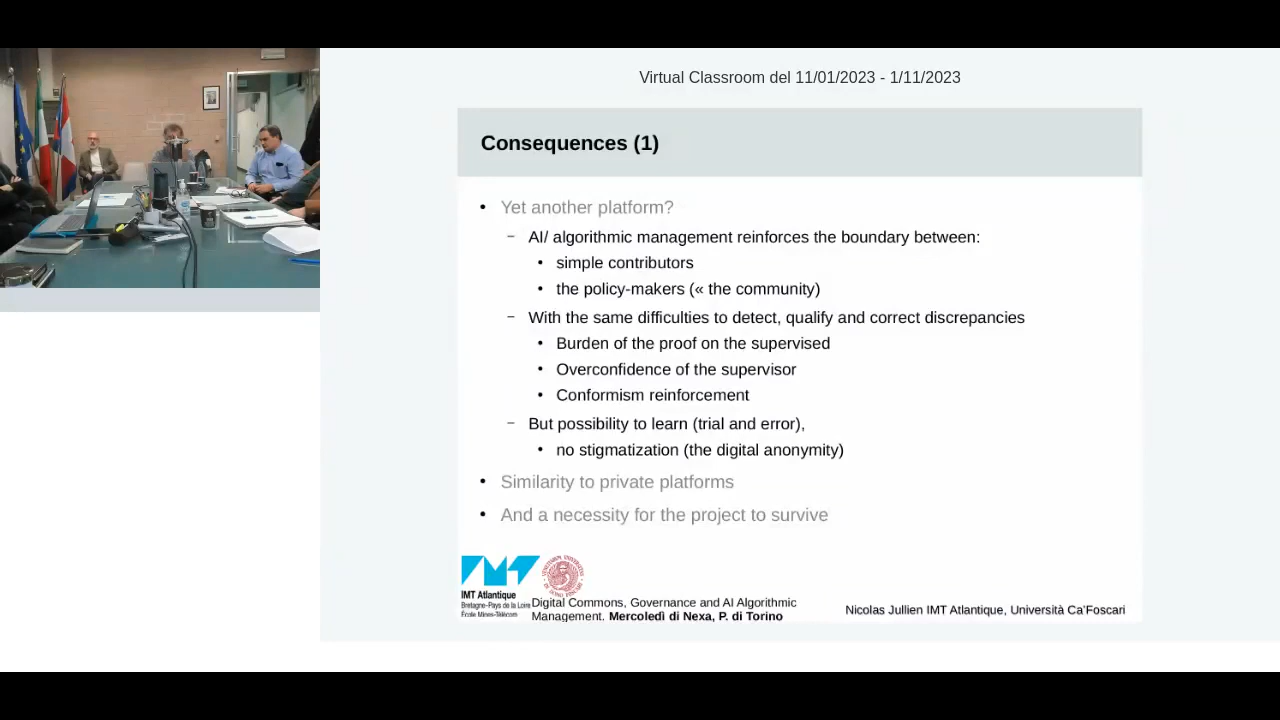 Virtual Classroom del 11/01/2023 - 1/11/2023
Consequences (1)
• Yet another platform?
– AI/ algorithmic management reinforces the boundary between:
• simple contributors
• the policy-makers (« the community)
– With the same difficulties to detect, qualify and correct discrepancies
• Burden of the proof on the supervised
• Overconfidence of the supervisor
• Conformism reinforcement
– But possibility to learn (trial and error),
• no stigmatization (the digital anonymity)
• Similarity to private platforms
• And a necessity for the project to survive
IMT Atlantique
Bretagne-Pays de la Loire
École Mines-Télécom
Digital Commons, Governance and AI Algorithmic
Management. Mercoledì di Nexa, P. di Torino
Nicolas Jullien IMT Atlantique, Università Ca'Foscari